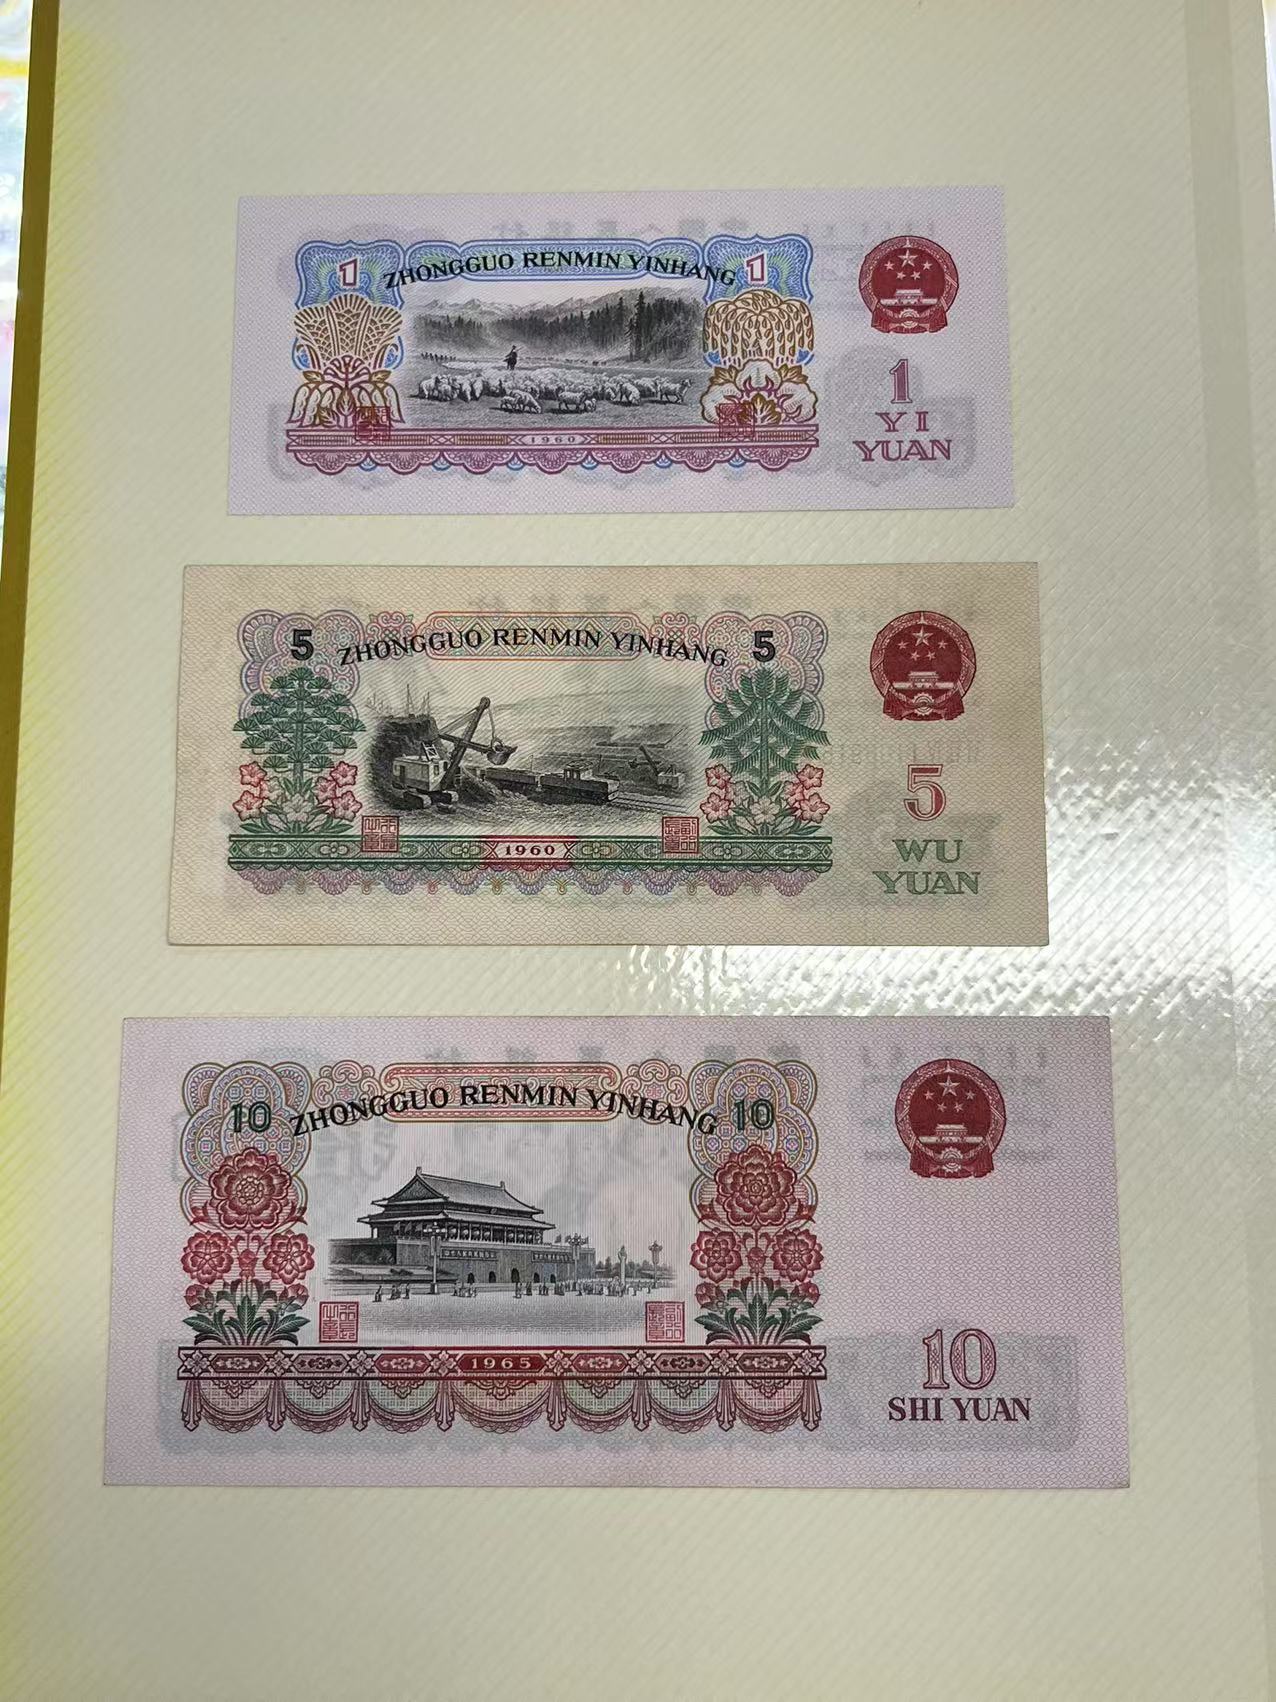 1 ZHONGGUO RENMIN YINHANG 1
1960
1
YI
YUAN
5 ZHONGGUO RENMIN YINHANG 5
1960
5
WU
YUAN
10 ZHONGGUO RENMIN YINHANG 10
1965
10
SHI YUAN